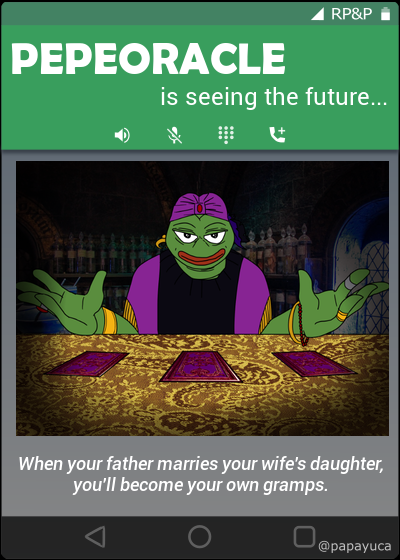 RP&P
PEPEORACLE
is seeing the future...
When your father marries your wife's daughter,
you'll become your own gramps.
@papayuca